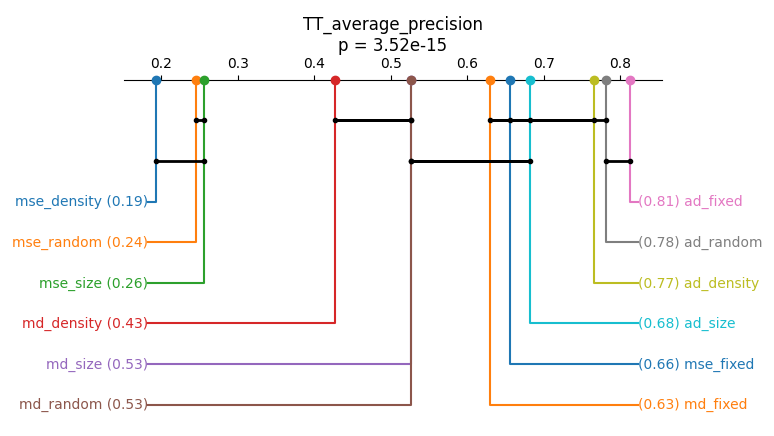 TT_average_precision
p = 3.52e-15
0.2 0.3 0.4 0.5 0.6 0.7 0.8
mse_density (0.19) (0.81) ad_fixed
mse_random (0.24) (0.78) ad_random
mse_size (0.26) (0.77) ad_density
md_density (0.43) (0.68) ad_size
md_size (0.53) (0.66) mse_fixed
md_random (0.53) (0.63) md_fixed